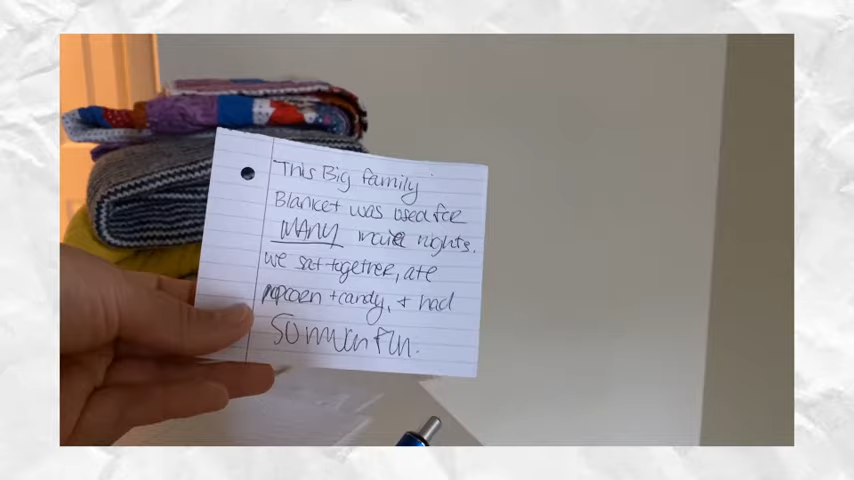 This Big family
Blanket was used for
MANY movie nights.
we sat together, ate
popcorn + candy, + had
SO much fun.